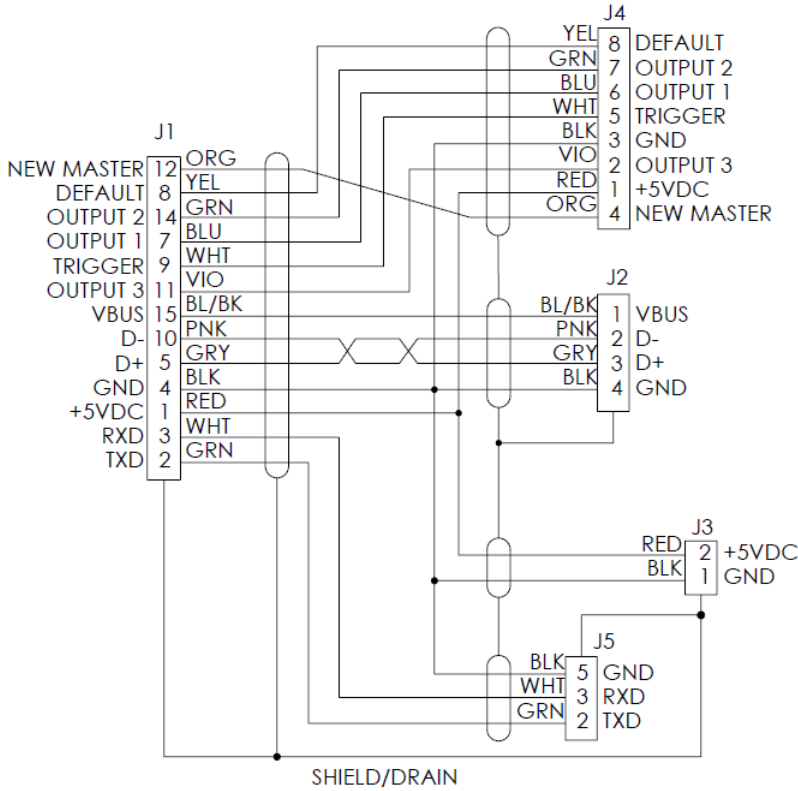 J4
YEL 8 DEFAULT
GRN 7 OUTPUT 2
BLU 6 OUTPUT 1
WHT 5 TRIGGER
BLK 3 GND
VIO 2 OUTPUT 3
RED 1 +5VDC
ORG 4 NEW MASTER
J1
NEW MASTER 12 ORG
DEFAULT 8 YEL
OUTPUT 2 14 GRN
OUTPUT 1 7 BLU
TRIGGER 9 WHT
OUTPUT 3 11 VIO
VBUS 15 BL/BK
D- 10 PNK
D+ 5 GRY
GND 4 BLK
+5VDC 1 RED
RXD 3 WHT
TXD 2 GRN
J2
BL/BK 1 VBUS
PNK 2 D-
GRY 3 D+
BLK 4 GND
J3
RED 2 +5VDC
BLK 1 GND
J5
BLK 5 GND
WHT 3 RXD
GRN 2 TXD
SHIELD/DRAIN